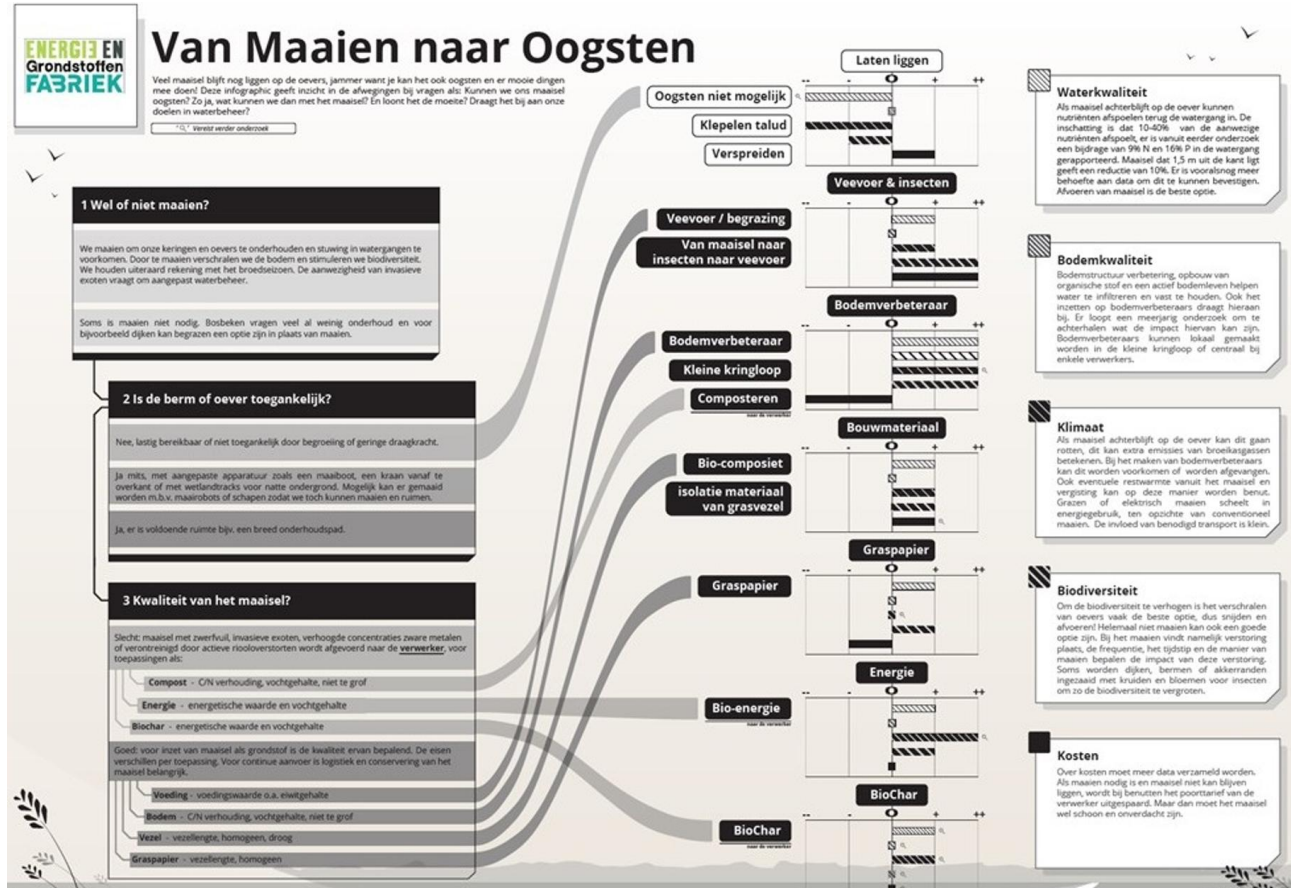 ENERGIE EN
Grondstoffen
FABRIEK
Van Maaien naar Oogsten
Veel maaisel blijft nog liggen op de oevers, jammer want je kan het ook oogsten en er mooie dingen
mee doen! Deze infographic geeft inzicht in de afwegingen bij vragen als: Kunnen we ons maaisel
oogsten? Zo ja, wat kunnen we dan met het maaisel? En loont het de moeite? Draagt het bij aan onze
doelen in waterbeheer?
Vereist verder onderzoek
1 Wel of niet maaien?
We maaien om onze keringen en oevers te onderhouden en stuwing in watergangen te
voorkomen. Door te maaien verschralen we de bodem en stimuleren we biodiversiteit.
We houden uiteraard rekening met het broedseizoen. De aanwezigheid van invasieve
exoten vraagt om aangepast waterbeheer.
Soms is maaien niet nodig. Bosbeken vragen veel al weinig onderhoud en voor
bijvoorbeeld dijken kan begrazen een optie zijn in plaats van maaien.
2 Is de berm of oever toegankelijk?
Nee, lastig bereikbaar of niet toegankelijk door begroeiing of geringe draagkracht.
Ja mits, met aangepaste apparatuur zoals een maaiboot, een kraan vanaf te
overkant of met wetlandtracks voor natte ondergrond. Mogelijk kan er gemaaid
worden m.b.v. maairobots of schapen zodat we toch kunnen maaien en ruimen.
Ja, er is voldoende ruimte bijv. een breed onderhoudspad.
3 Kwaliteit van het maaisel?
Slecht: maaisel met zwerfvuil, invasieve exoten, verhoogde concentraties zware metalen
of verontreinigd door actieve riooloverstorten wordt afgevoerd naar de verwerker, voor
toepassingen als:
Compost - C/N verhouding, vochtgehalte, niet te grof
Energie - energetische waarde en vochtgehalte
Biochar - energetische waarde en vochtgehalte
Goed: voor inzet van maaisel als grondstof is de kwaliteit ervan bepalend. De eisen
verschillen per toepassing. Voor continue aanvoer is logistiek en conservering van het
maaisel belangrijk.
Voeding - voedingswaarde o.a. eiwitgehalte
Bodem - C/N verhouding, vochtgehalte, niet te grof
Vezel - vezellengte, homogeen, droog
Graspapier - vezellengte, homogeen
Laten liggen
-- - 0 + ++
Oogsten niet mogelijk
Klepelen talud
Verspreiden
Veevoer & insecten
-- - 0 + ++
Veevoer / begrazing
Van maaisel naar
insecten naar veevoer
Bodemverbeteraar
-- - 0 + ++
Bodemverbeteraar
Kleine kringloop
Composteren
naar de verwerker
Bouwmateriaal
-- - 0 + ++
Bio-composiet
isolatie materiaal
van grasvezel
Graspapier
-- - 0 + ++
Graspapier
Energie
-- - 0 + ++
Bio-energie
naar de verwerker
BioChar
-- - 0 + ++
BioChar
naar de verwerker
Waterkwaliteit
Als maaisel achterblijft op de oever kunnen
nutriënten afspoelen terug de watergang in. De
inschatting is dat 10-40% van de aanwezige
nutriënten afspoelt, er is vanuit eerder onderzoek
een bijdrage van 9% N en 16% P in de watergang
gerapporteerd. Maaisel dat 1,5 m uit de kant ligt
geeft een reductie van 10%. Er is vooralsnog meer
behoefte aan data om dit te kunnen bevestigen.
Afvoeren van maaisel is de beste optie.
Bodemkwaliteit
Bodemstructuur verbetering, opbouw van
organische stof en een actief bodemleven helpen
water te infiltreren en vast te houden. Ook het
inzetten op bodemverbeteraars draagt hieraan
bij. Er loopt een meerjarig onderzoek om te
achterhalen wat de impact hiervan kan zijn.
Bodemverbeteraars kunnen lokaal gemaakt
worden in de kleine kringloop of centraal bij
enkele verwerkers.
Klimaat
Als maaisel achterblijft op de oever kan dit gaan
rotten, dit kan extra emissies van broeikasgassen
betekenen. Bij het maken van bodemverbeteraars
kan dit worden voorkomen of worden afgevangen.
Ook eventuele restwarmte vanuit het maaisel en
vergisting kan op deze manier worden benut.
Grazen of elektrisch maaien scheelt in
energiegebruik, ten opzichte van conventioneel
maaien. De invloed van benodigd transport is klein.
Biodiversiteit
Om de biodiversiteit te verhogen is het verschralen
van oevers vaak de beste optie, dus snijden en
afvoeren! Helemaal niet maaien kan ook een goede
optie zijn. Bij het maaien vindt namelijk verstoring
plaats, de frequentie, het tijdstip en de manier van
maaien bepalen de impact van deze verstoring.
Soms worden dijken, bermen of akkerranden
ingezaaid met kruiden en bloemen voor insecten
om zo de biodiversiteit te vergroten.
Kosten
Over kosten moet meer data verzameld worden.
Als maaien nodig is en maaisel niet kan blijven
liggen, wordt bij benutten het poorttarief van de
verwerker uitgespaard. Maar dan moet het maaisel
wel schoon en onverdacht zijn.